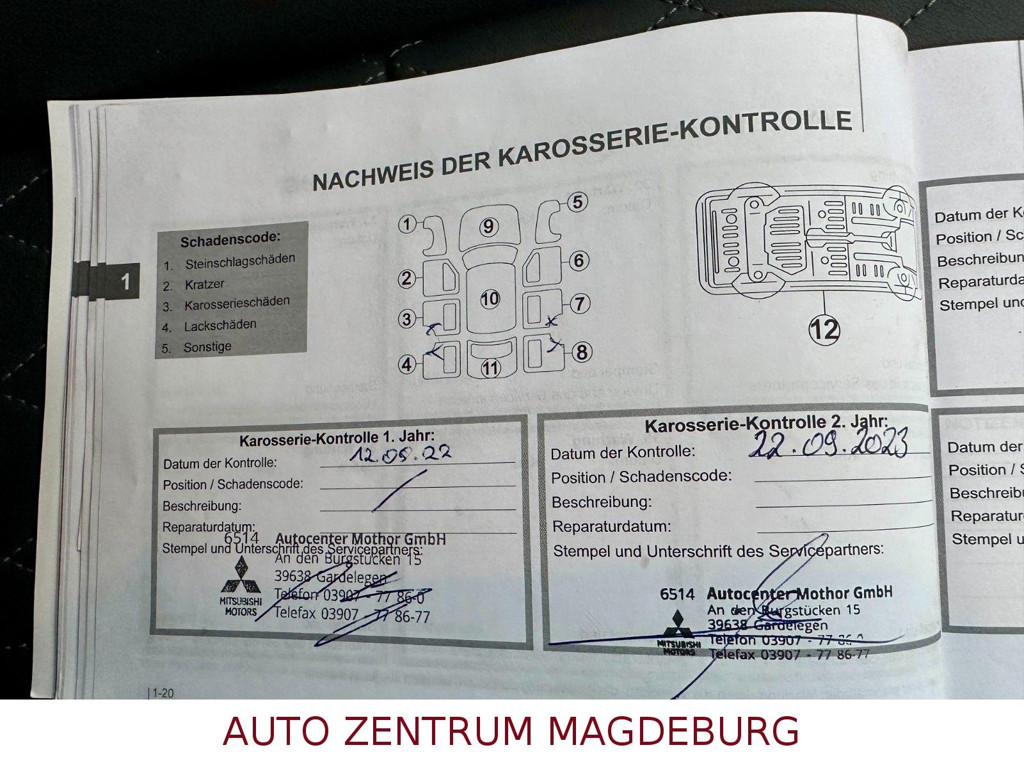 NACHWEIS DER KAROSSERIE-KONTROLLE
1
Schadenscode:
1. Steinschlagschäden
2. Kratzer
3. Karosserieschäden
4. Lackschäden
5. Sonstige
1
2
3
4
5
6
7
8
9
10
11
12
Karosserie-Kontrolle 1. Jahr:
Datum der Kontrolle:
Position / Schadenscode:
Beschreibung:
Reparaturdatum:
Stempel und Unterschrift des Servicepartners:
6514 Autocenter Mothor GmbH
An den Burgstücken 15
39638 Gardelegen
Telefon 03907 - 77 86-0
Telefax 03907 - 77 86-77
MITSUBISHI
MOTORS
Karosserie-Kontrolle 2. Jahr:
Datum der Kontrolle: 22.09.2023
Position / Schadenscode:
Beschreibung:
Reparaturdatum:
Stempel und Unterschrift des Servicepartners:
6514 Autocenter Mothor GmbH
An den Burgstücken 15
39638 Gardelegen
Telefon 03907 - 77 86-0
Telefax 03907 - 77 86-77
MITSUBISHI
MOTORS
Datum der K
Position / Sc
Beschreibun
Reparaturda
Stempel und
NOTIZEN
Datum der
Position / S
Beschreib
Reparatur
Stempel u
1-20
AUTO ZENTRUM MAGDEBURG